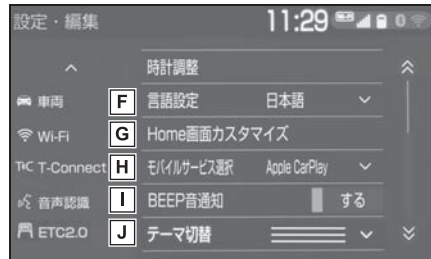 設定・編集 11:29
時計調整
車両 F 言語設定 日本語
Wi-Fi G Home画面カスタマイズ
T-Connect H モバイルサービス選択 Apple CarPlay
音声認識 I BEEP音通知 する
ETC2.0 J テーマ切替